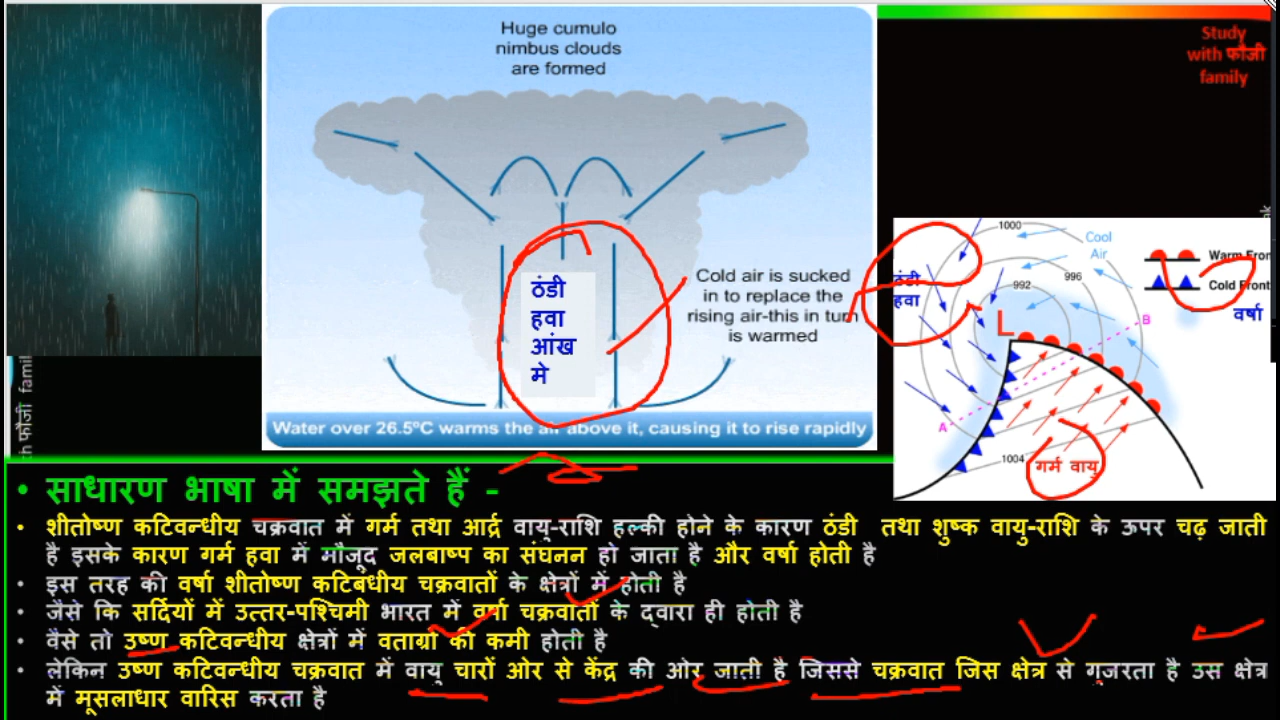 Huge cumulo
nimbus clouds
are formed
Study
with फौजी
family
ठंडी
हवा
आंख
मे
Cold air is sucked
in to replace the
rising air-this in turn
is warmed
Water over 26.5°C warms the air above it, causing it to rise rapidly
1000
Cool
Air
996
992
Warm Fron
Cold Front
ठंडी
हवा
वर्षा
L
B
A
1004
गर्म वायु
फौजी famil
• साधारण भाषा में समझते हैं -
• शीतोष्ण कटिवन्धीय चक्रवात में गर्म तथा आर्द्र वायु-राशि हल्की होने के कारण ठंडी तथा शुष्क वायु-राशि के ऊपर चढ़ जाती
है इसके कारण गर्म हवा में मौजूद जलबाष्प का संघनन हो जाता है और वर्षा होती है
• इस तरह की वर्षा शीतोष्ण कटिबंधीय चक्रवातों के क्षेत्रों में होती है
• जैसे कि सर्दियों में उत्तर-पश्चिमी भारत में वर्षा चक्रवातों के द्वारा ही होती है
• वैसे तो उष्ण कटिवन्धीय क्षेत्रों में वताग्रों की कमी होती है
• लेकिन उष्ण कटिवन्धीय चक्रवात में वायु चारों ओर से केंद्र की ओर जाती है जिससे चक्रवात जिस क्षेत्र से गुजरता है उस क्षेत्र
में मूसलाधार वारिस करता है